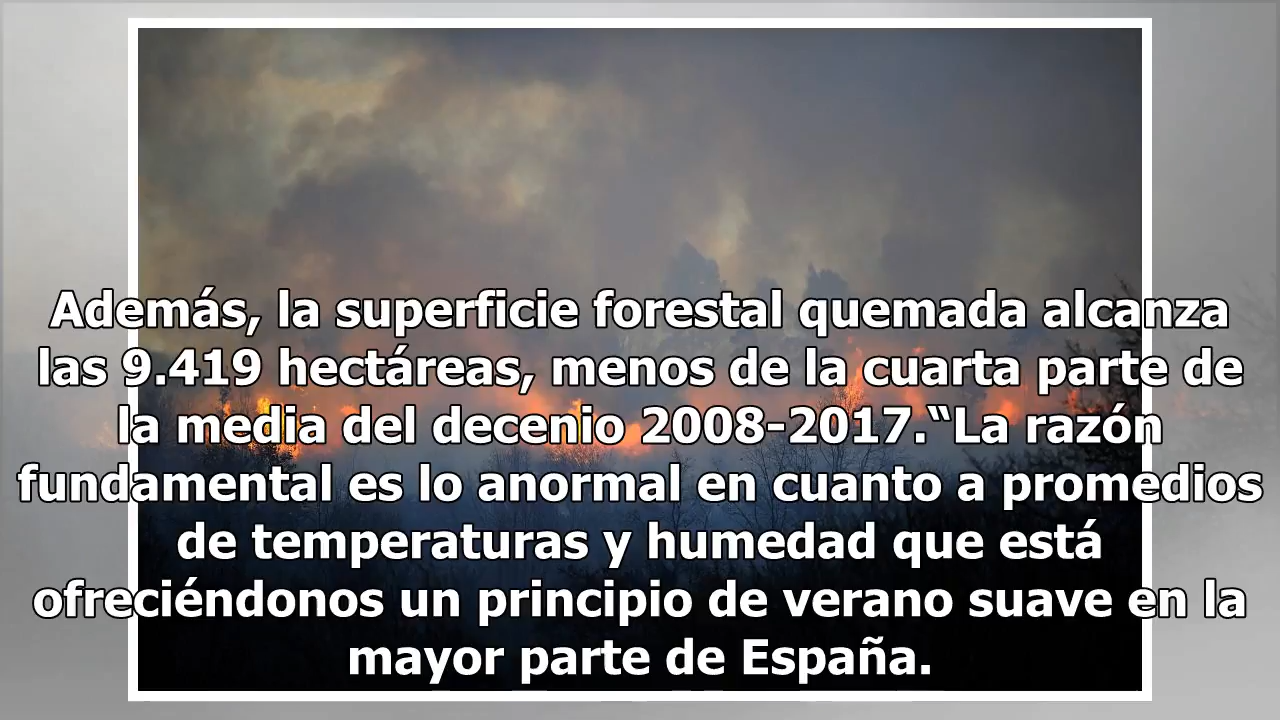 Además, la superficie forestal quemada alcanza
las 9.419 hectáreas, menos de la cuarta parte de
la media del decenio 2008-2017.“La razón
fundamental es lo anormal en cuanto a promedios
de temperaturas y humedad que está
ofreciéndonos un principio de verano suave en la
mayor parte de España.